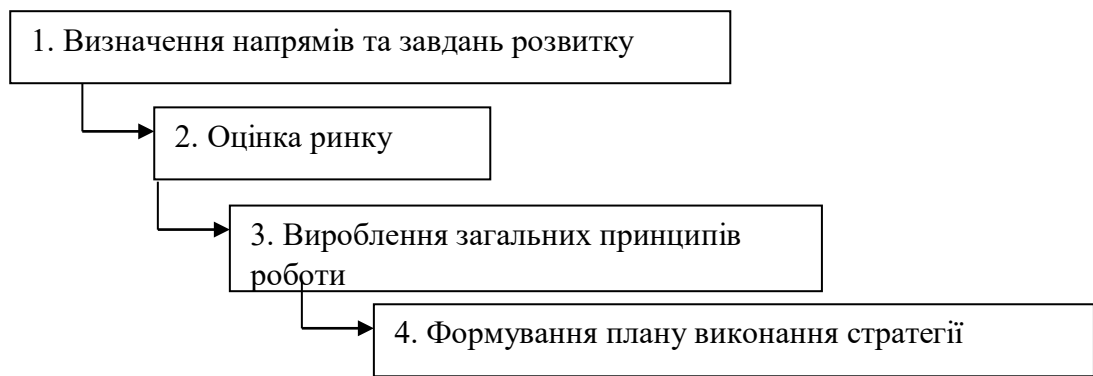 1. Визначення напрямів та завдань розвитку
2. Оцінка ринку
3. Вироблення загальних принципів
роботи
4. Формування плану виконання стратегії